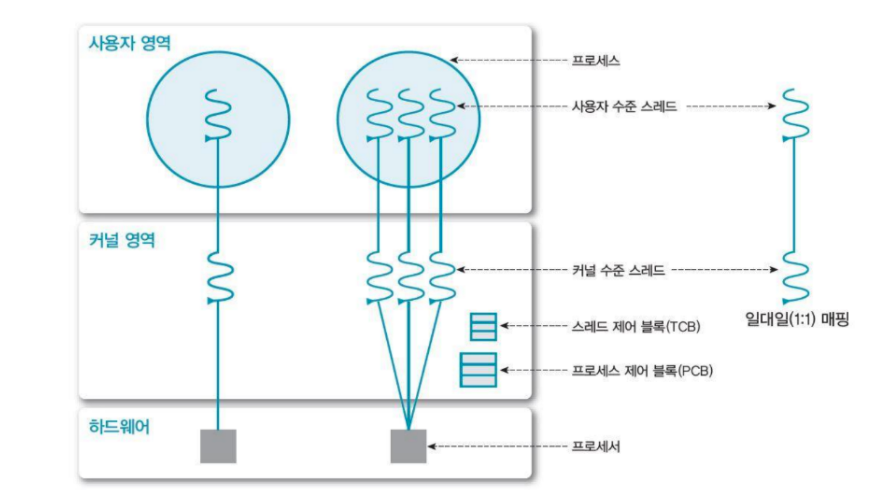 사용자 영역
프로세스
사용자 수준 스레드
커널 영역
커널 수준 스레드
스레드 제어 블록(TCB)
일대일(1:1) 매핑
프로세스 제어 블록(PCB)
하드웨어
프로세서